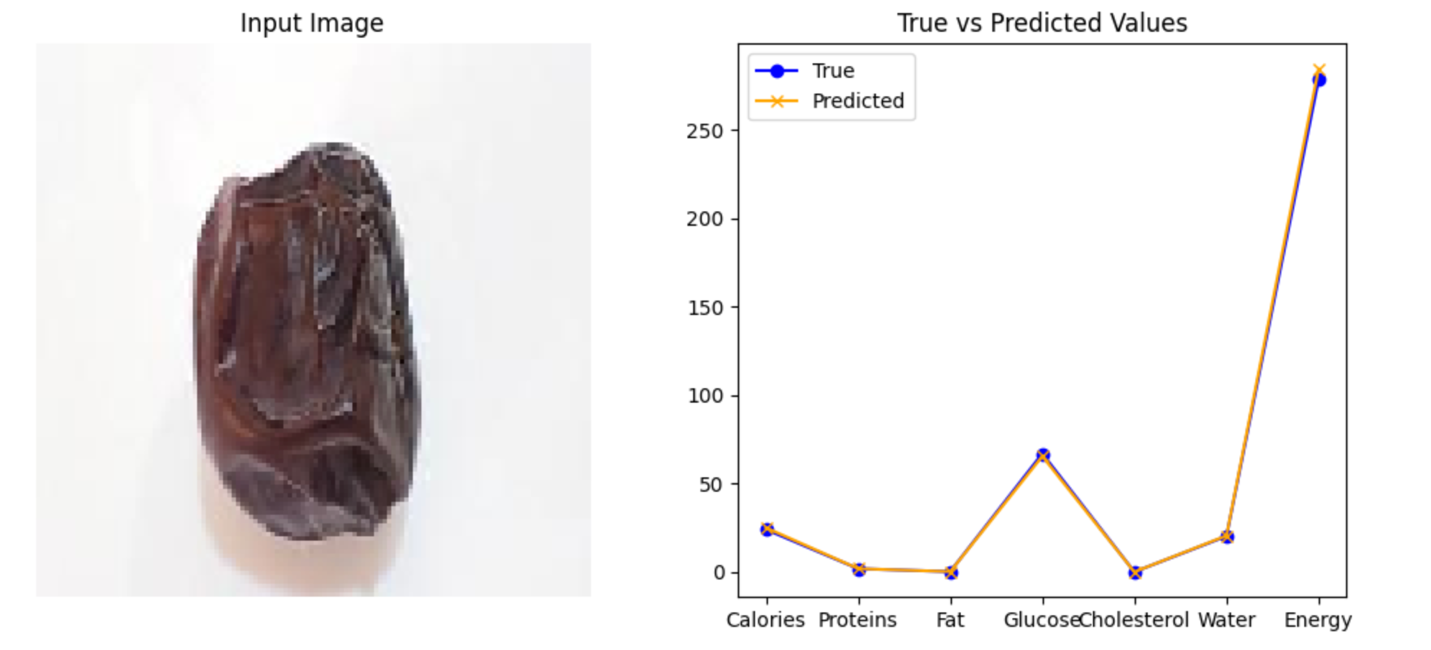 Input Image
True vs Predicted Values
True
Predicted
250
200
150
100
50
0
Calories Proteins Fat Glucose Cholesterol Water Energy